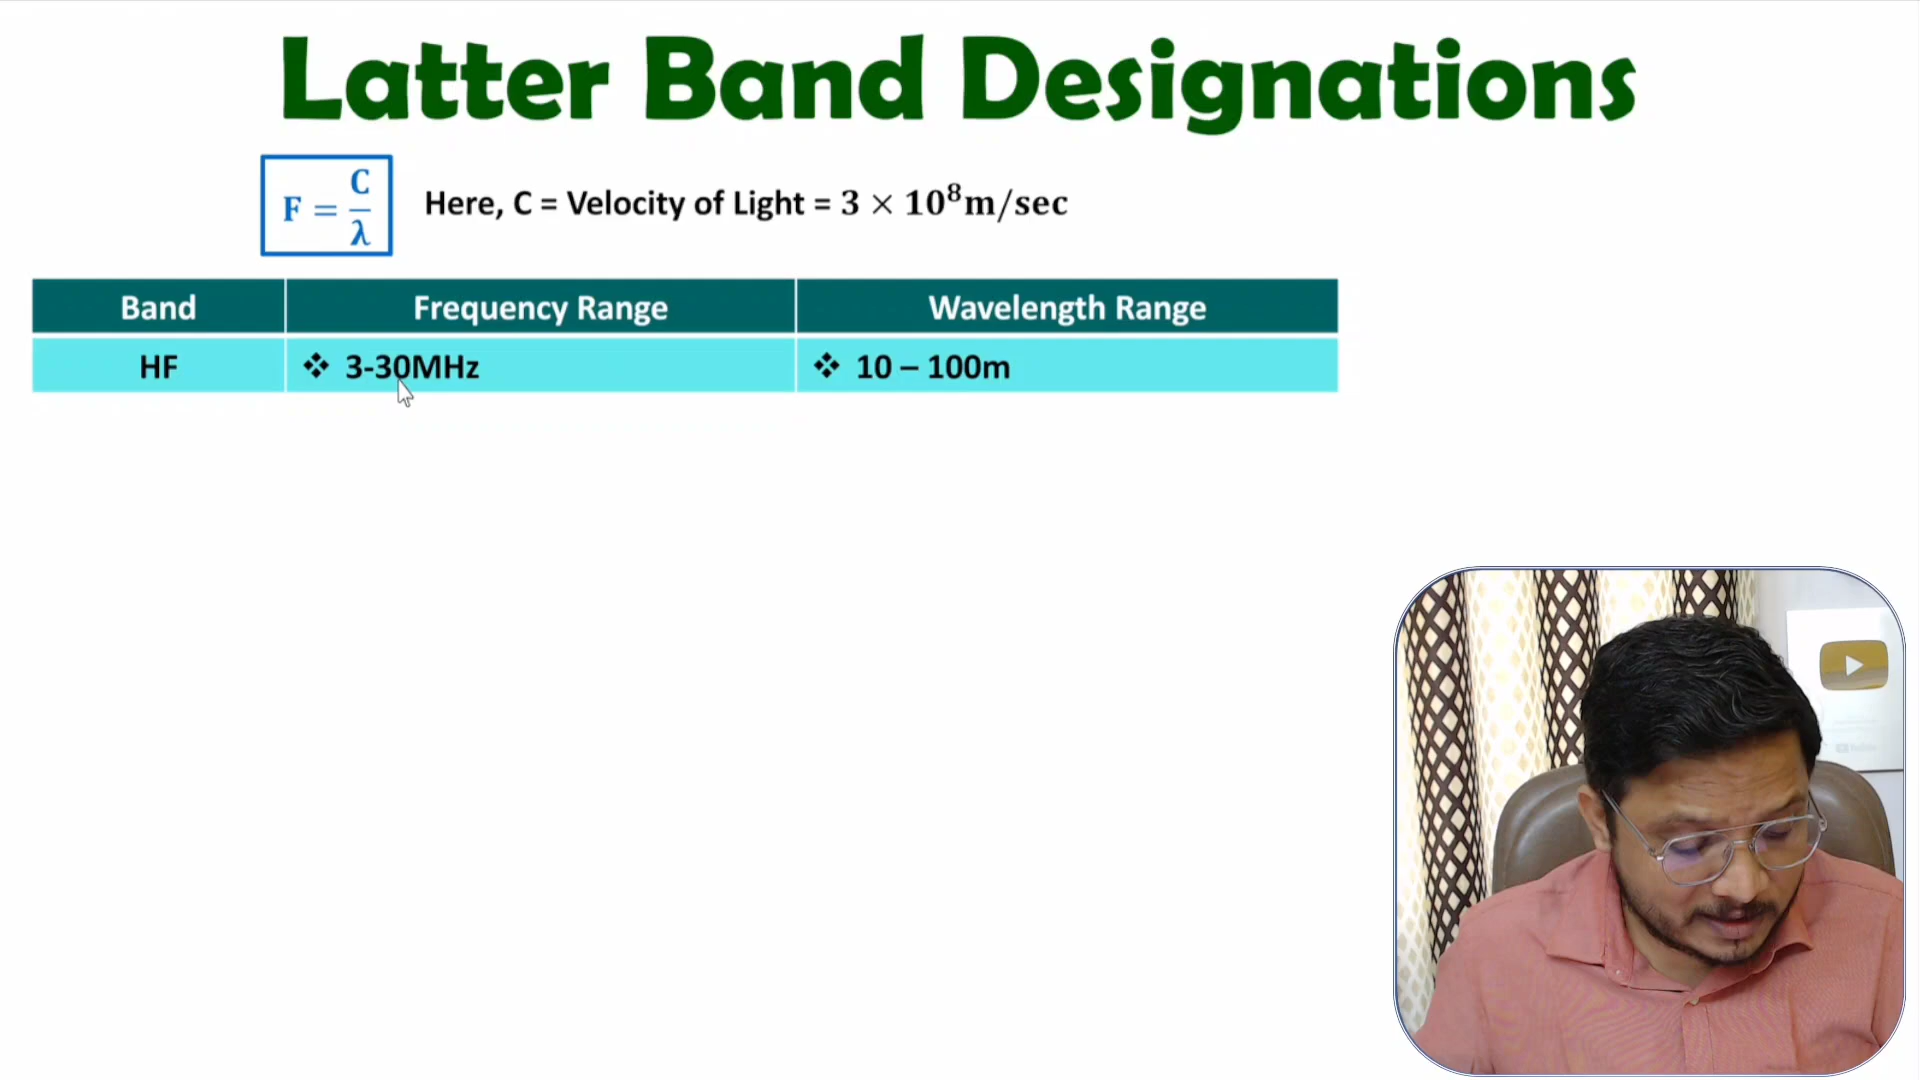 Latter Band Designations
F = C/λ Here, C = Velocity of Light = 3 × 10⁸m/sec
Band Frequency Range Wavelength Range
HF ❖ 3-30MHz ❖ 10 – 100m